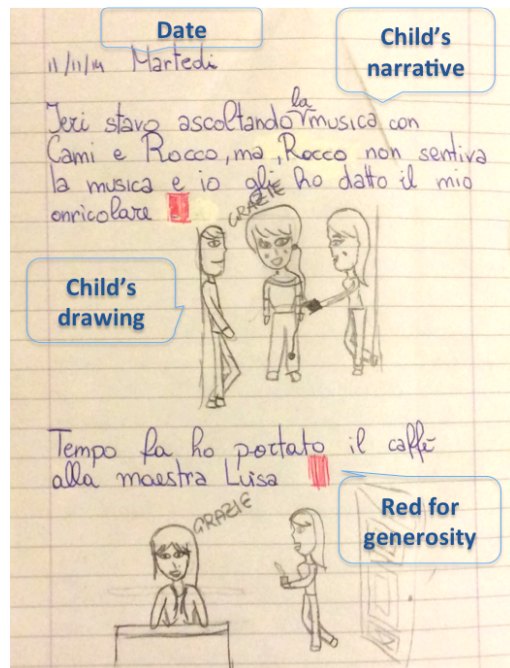 Date
11/11/14 Martedì
Child's
narrative
Ieri stavo ascoltando la musica con
Cami e Rocco, ma, Rocco non sentiva
la musica e io gli ho datto il mio
onricolare
GRAZIE
Child's
drawing
Tempo fa ho portato il caffè
alla maestra Luisa
Red for
generosity
GRAZIE